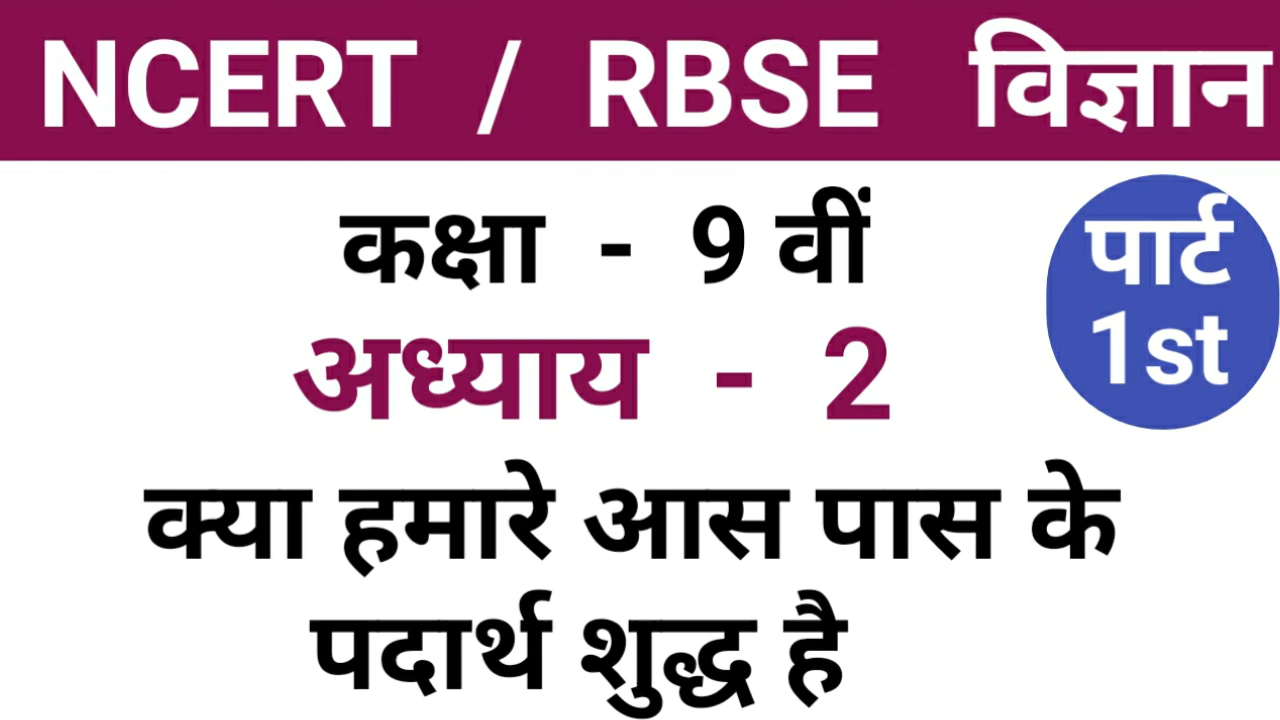 NCERT / RBSE विज्ञान
कक्षा - 9 वीं
पार्ट
1st
अध्याय - 2
क्या हमारे आस पास के
पदार्थ शुद्ध है